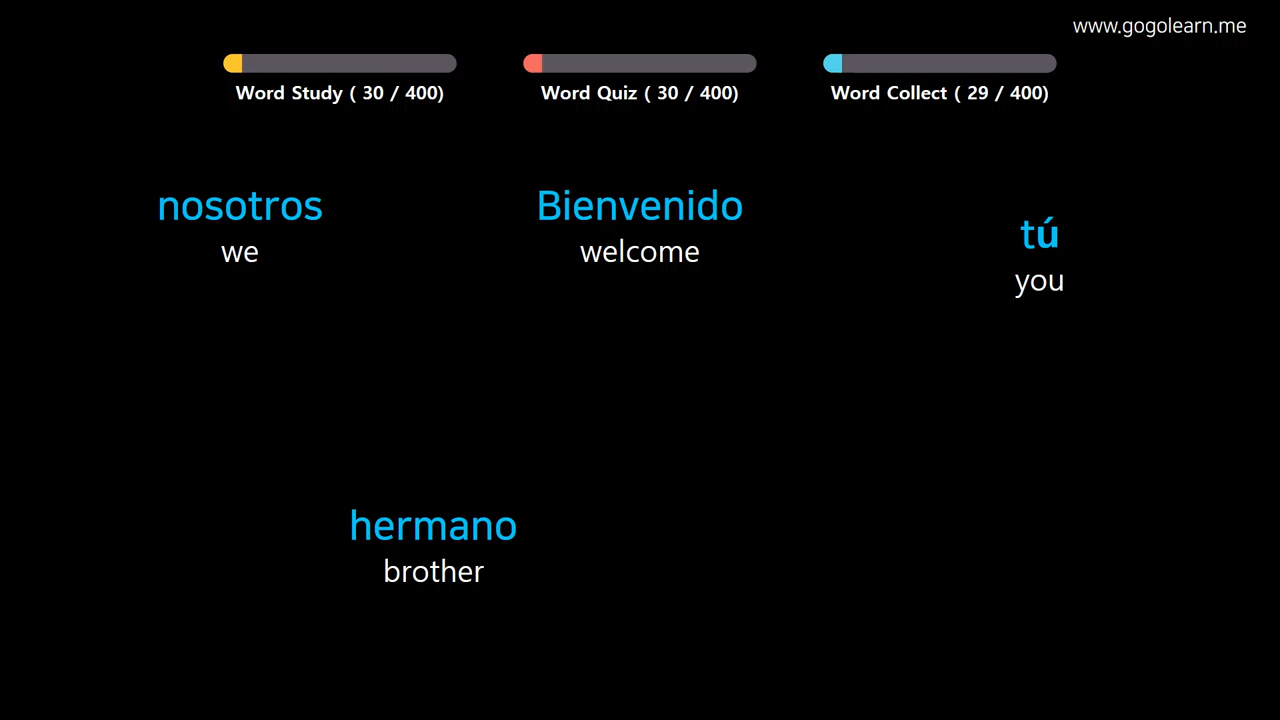 www.gogolearn.me
Word Study ( 30 / 400)
Word Quiz ( 30 / 400)
Word Collect ( 29 / 400)
nosotros
we
Bienvenido
welcome
tú
you
hermano
brother